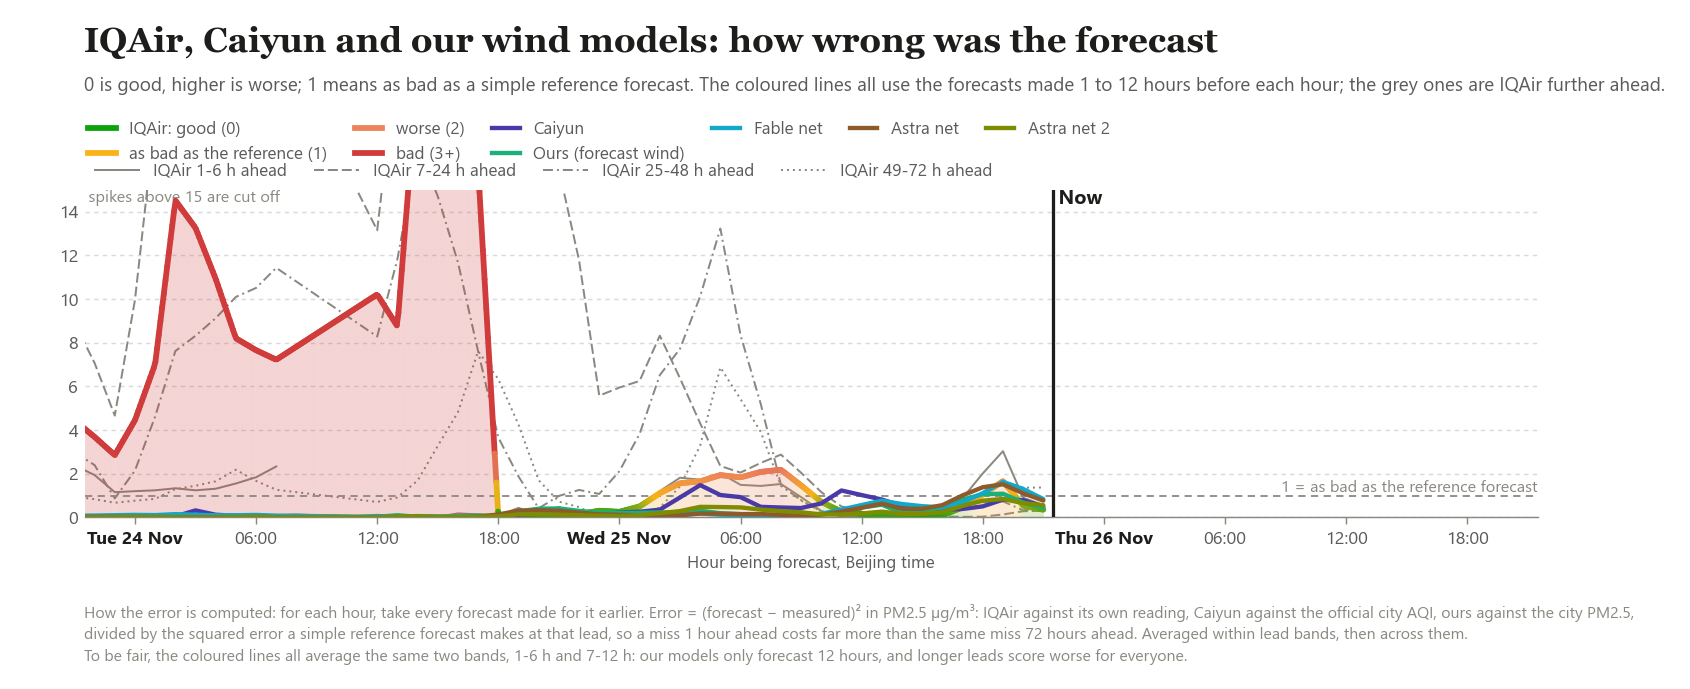 IQAir, Caiyun and our wind models: how wrong was the forecast
0 is good, higher is worse; 1 means as bad as a simple reference forecast. The coloured lines all use the forecasts made 1 to 12 hours before each hour; the grey ones are IQAir further ahead.
IQAir: good (0) worse (2) Caiyun Fable net Astra net Astra net 2
as bad as the reference (1) bad (3+) Ours (forecast wind)
IQAir 1-6 h ahead IQAir 7-24 h ahead IQAir 25-48 h ahead IQAir 49-72 h ahead
spikes above 15 are cut off
Now
14
12
10
8
6
4
2
1 = as bad as the reference forecast
0
Tue 24 Nov 06:00 12:00 18:00 Wed 25 Nov 06:00 12:00 18:00 Thu 26 Nov 06:00 12:00 18:00
Hour being forecast, Beijing time
How the error is computed: for each hour, take every forecast made for it earlier. Error = (forecast − measured)² in PM2.5 µg/m³: IQAir against its own reading, Caiyun against the official city AQI, ours against the city PM2.5,
divided by the squared error a simple reference forecast makes at that lead, so a miss 1 hour ahead costs far more than the same miss 72 hours ahead. Averaged within lead bands, then across them.
To be fair, the coloured lines all average the same two bands, 1-6 h and 7-12 h: our models only forecast 12 hours, and longer leads score worse for everyone.